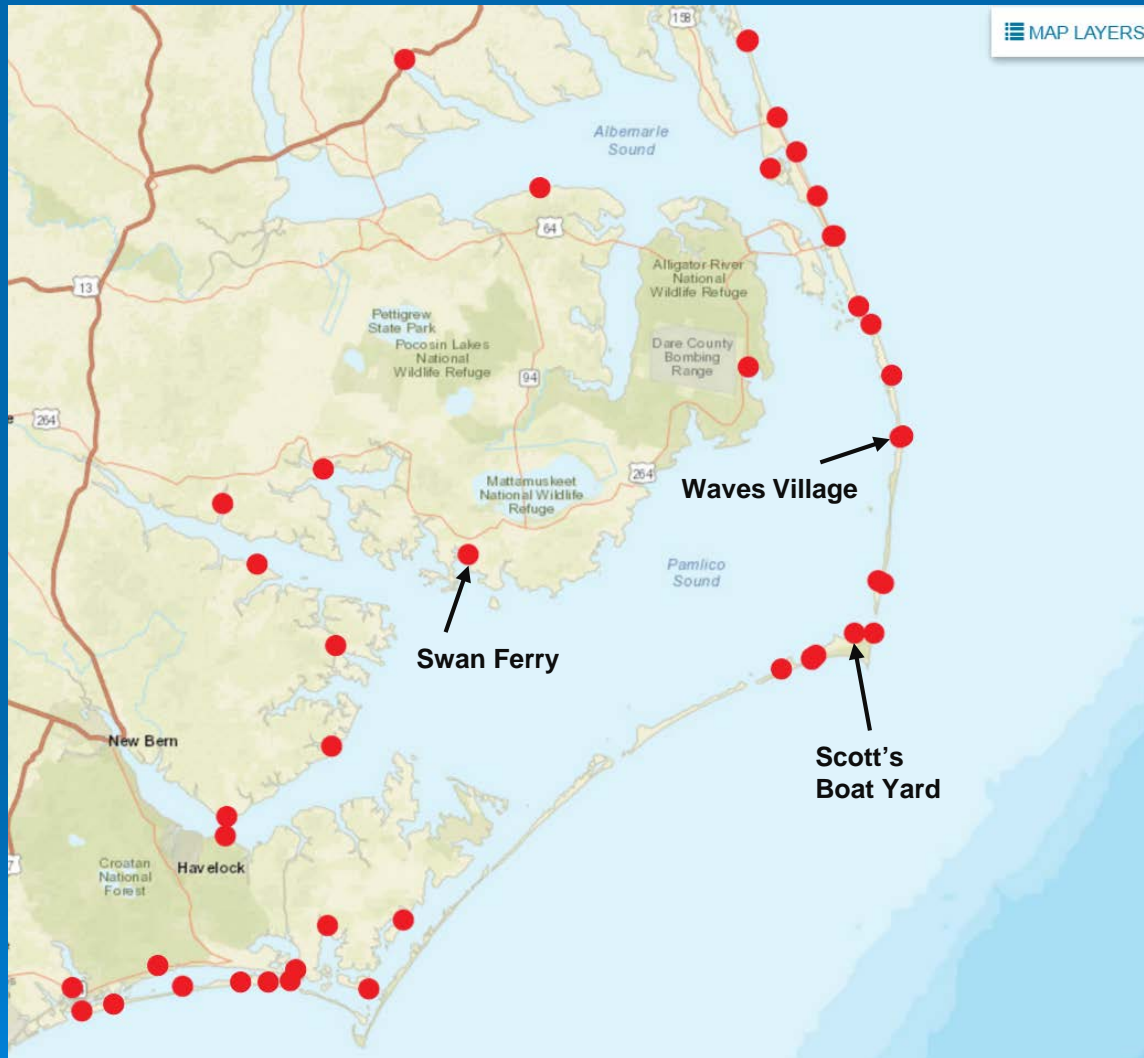 158
MAP LAYERS
Albemarle
Sound
64
Alligator River
National
Wildlife Refuge
13
Pettigrew
State Park
Pocosin Lakes
National
Wildlife Refuge
Dare County
Bombing
Range
94
264
264
Mattamuskeet
National Wildlife
Refuge
Waves Village
Pamlico
Sound
Swan Ferry
New Bern
Scott's
Boat Yard
Croatan
National
Forest
Havelock